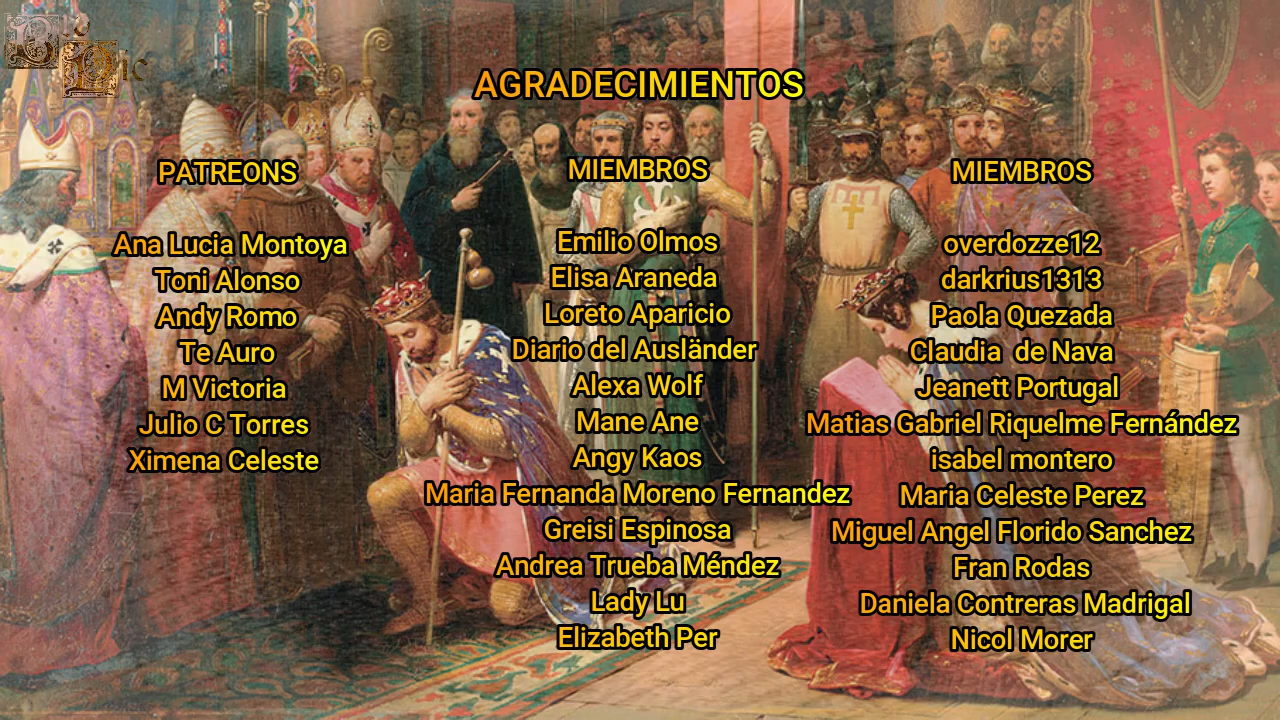 AGRADECIMIENTOS
PATREONS
Ana Lucia Montoya
Toni Alonso
Andy Romo
Te Auro
M Victoria
Julio C Torres
Ximena Celeste
MIEMBROS
Emilio Olmos
Elisa Araneda
Loreto Aparicio
Diario del Ausländer
Alexa Wolf
Mane Ane
Angy Kaos
Maria Fernanda Moreno Fernandez
Greisi Espinosa
Andrea Trueba Méndez
Lady Lu
Elizabeth Per
MIEMBROS
overdozze12
darkrius1313
Paola Quezada
Claudia  de Nava
Jeanett Portugal
Matias Gabriel Riquelme Fernández
isabel montero
Maria Celeste Perez
Miguel Angel Florido Sanchez
Fran Rodas
Daniela Contreras Madrigal
Nicol Morer